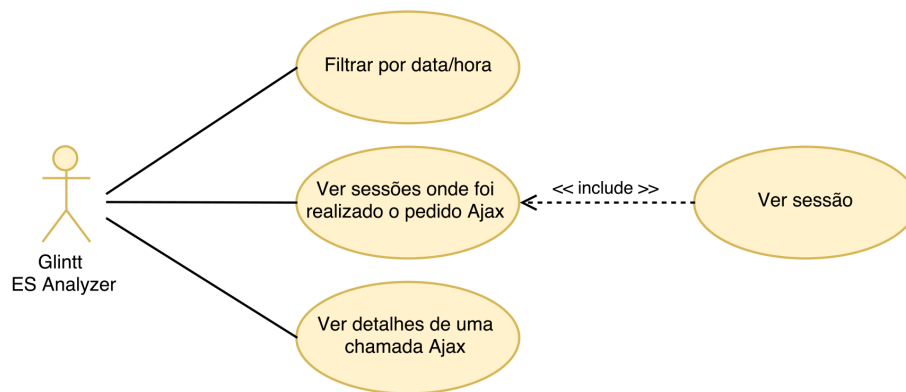 Filtrar por data/hora
Ver sessões onde foi
realizado o pedido Ajax
<< include >>
Ver sessão
Glintt
ES Analyzer
Ver detalhes de uma
chamada Ajax